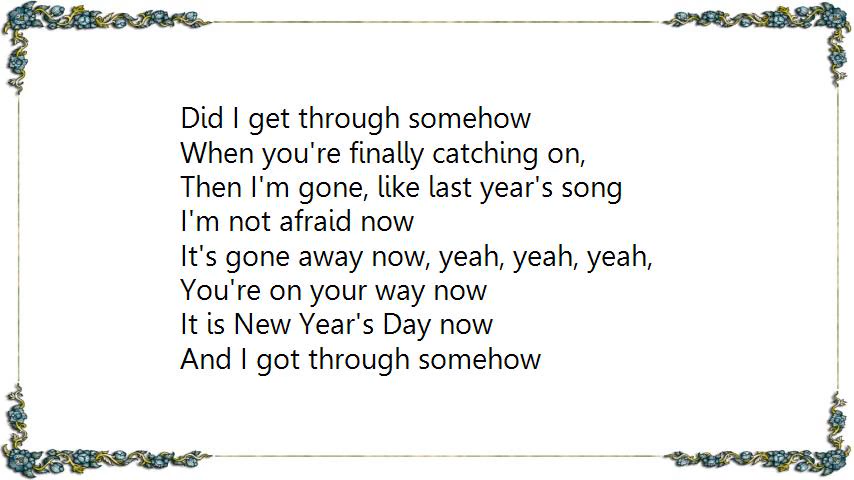 Did I get through somehow
When you're finally catching on,
Then I'm gone, like last year's song
I'm not afraid now
It's gone away now, yeah, yeah, yeah,
You're on your way now
It is New Year's Day now
And I got through somehow